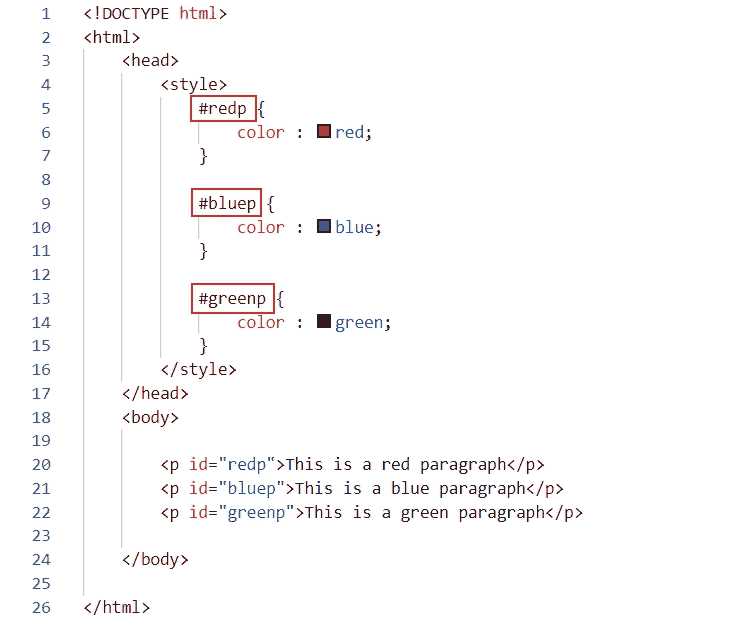 1 <!DOCTYPE html>
2 <html>
3     <head>
4         <style>
5             #redp {
6                 color : red;
7             }
8
9             #bluep {
10                 color : blue;
11             }
12
13             #greenp {
14                 color : green;
15             }
16         </style>
17     </head>
18     <body>
19
20         <p id="redp">This is a red paragraph</p>
21         <p id="bluep">This is a blue paragraph</p>
22         <p id="greenp">This is a green paragraph</p>
23
24     </body>
25
26 </html>